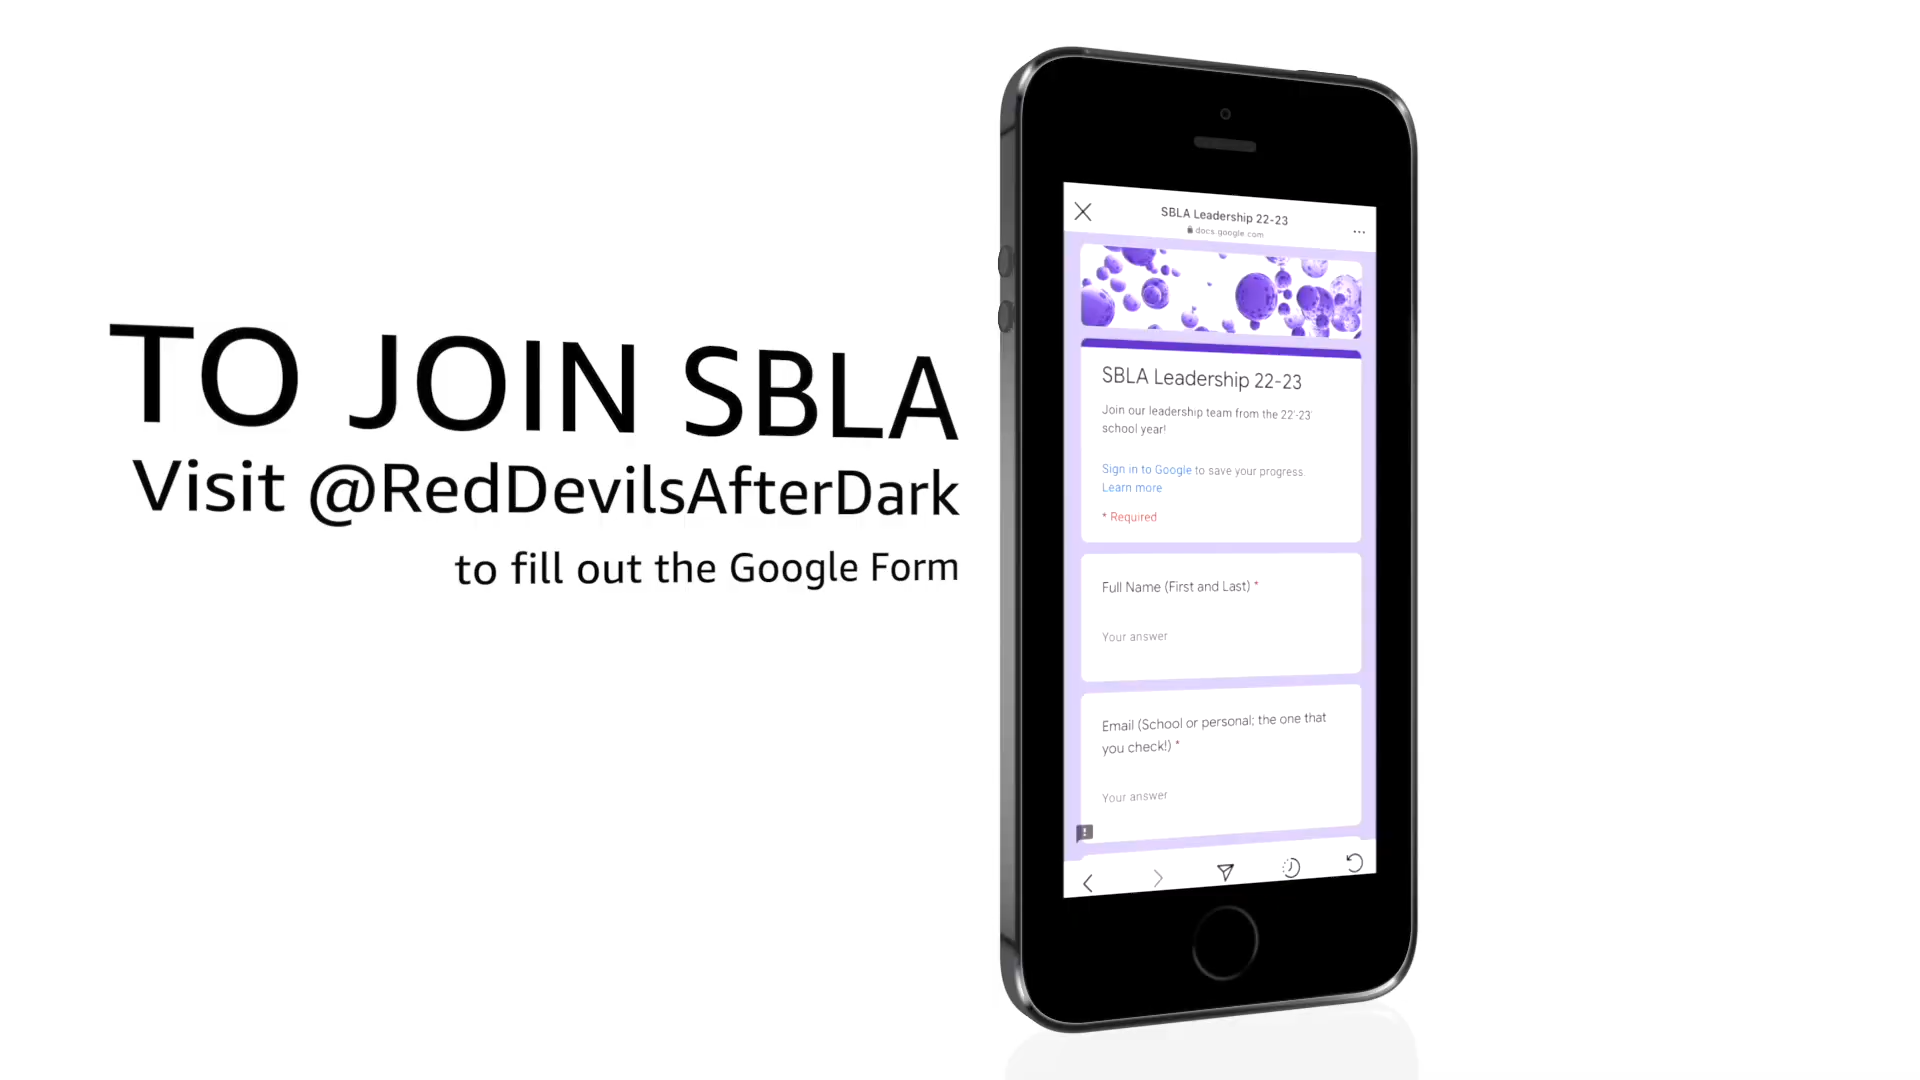 TO JOIN SBLA
Visit @RedDevilsAfterDark
to fill out the Google Form
SBLA Leadership 22-23
docs.google.com
SBLA Leadership 22-23
Join our leadership team from the 22'-23'
school year!
Sign in to Google to save your progress.
Learn more
* Required
Full Name (First and Last) *
Your answer
Email (School or personal; the one that
you check!) *
Your answer